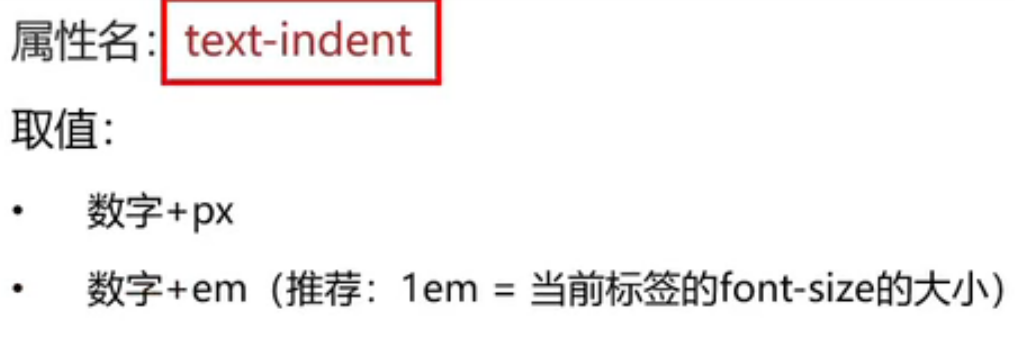 属性名：text-indent
取值：
• 数字+px
• 数字+em（推荐：1em = 当前标签的font-size的大小）